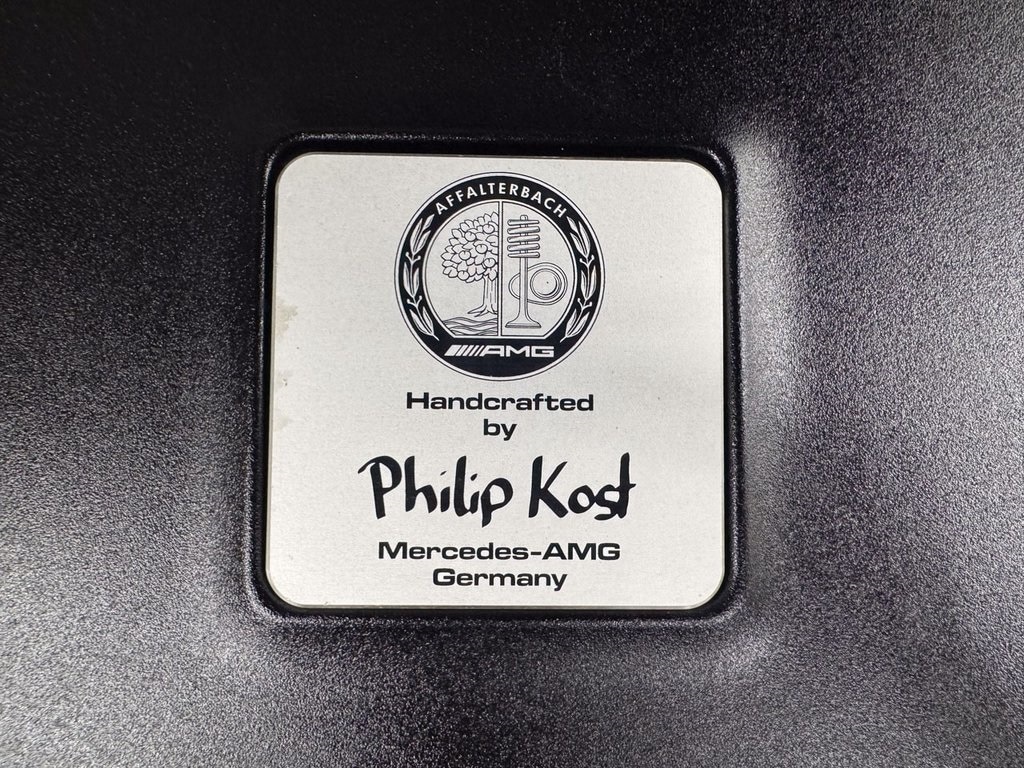 AFFALTERBACH
AMG
Handcrafted
by
Philip Kost
Mercedes-AMG
Germany